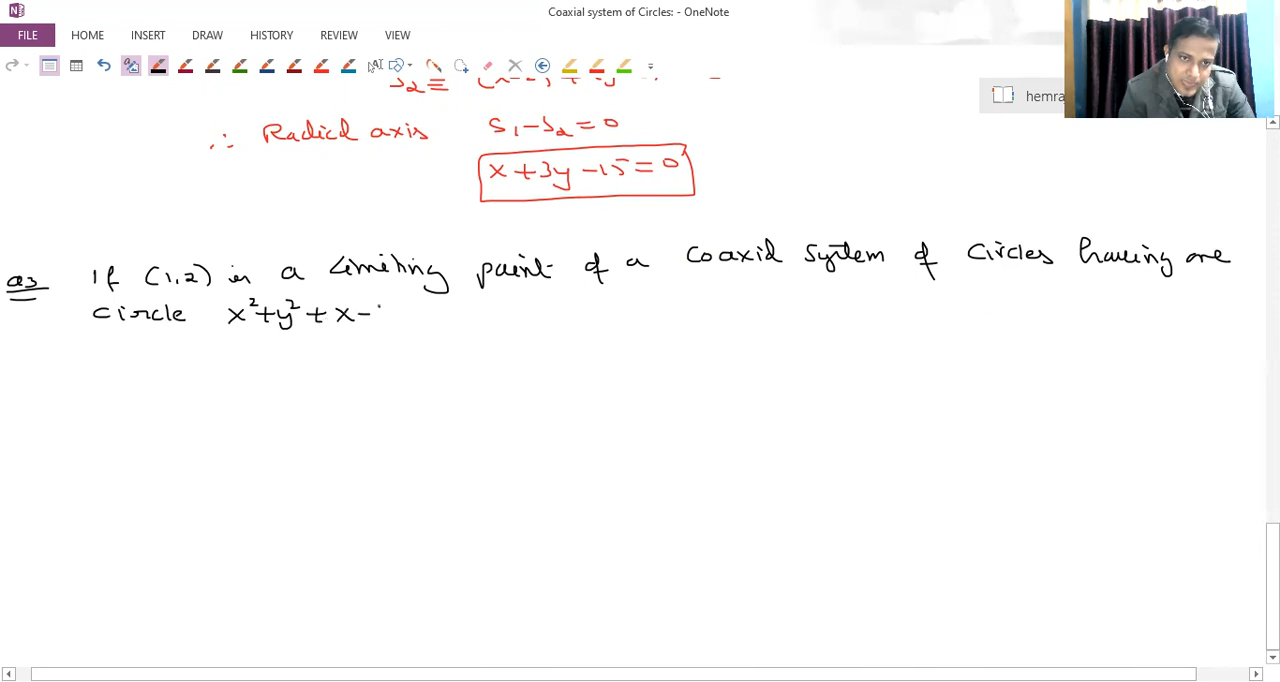 Coaxial system of Circles: - OneNote
FILE HOME INSERT DRAW HISTORY REVIEW VIEW
hemra
∴ Radical axis S₁-S₂=0
x+3y-15=0
Q3 If (1,2) is a limiting point of a coaxial system of circles having one
circle x²+y²+x-